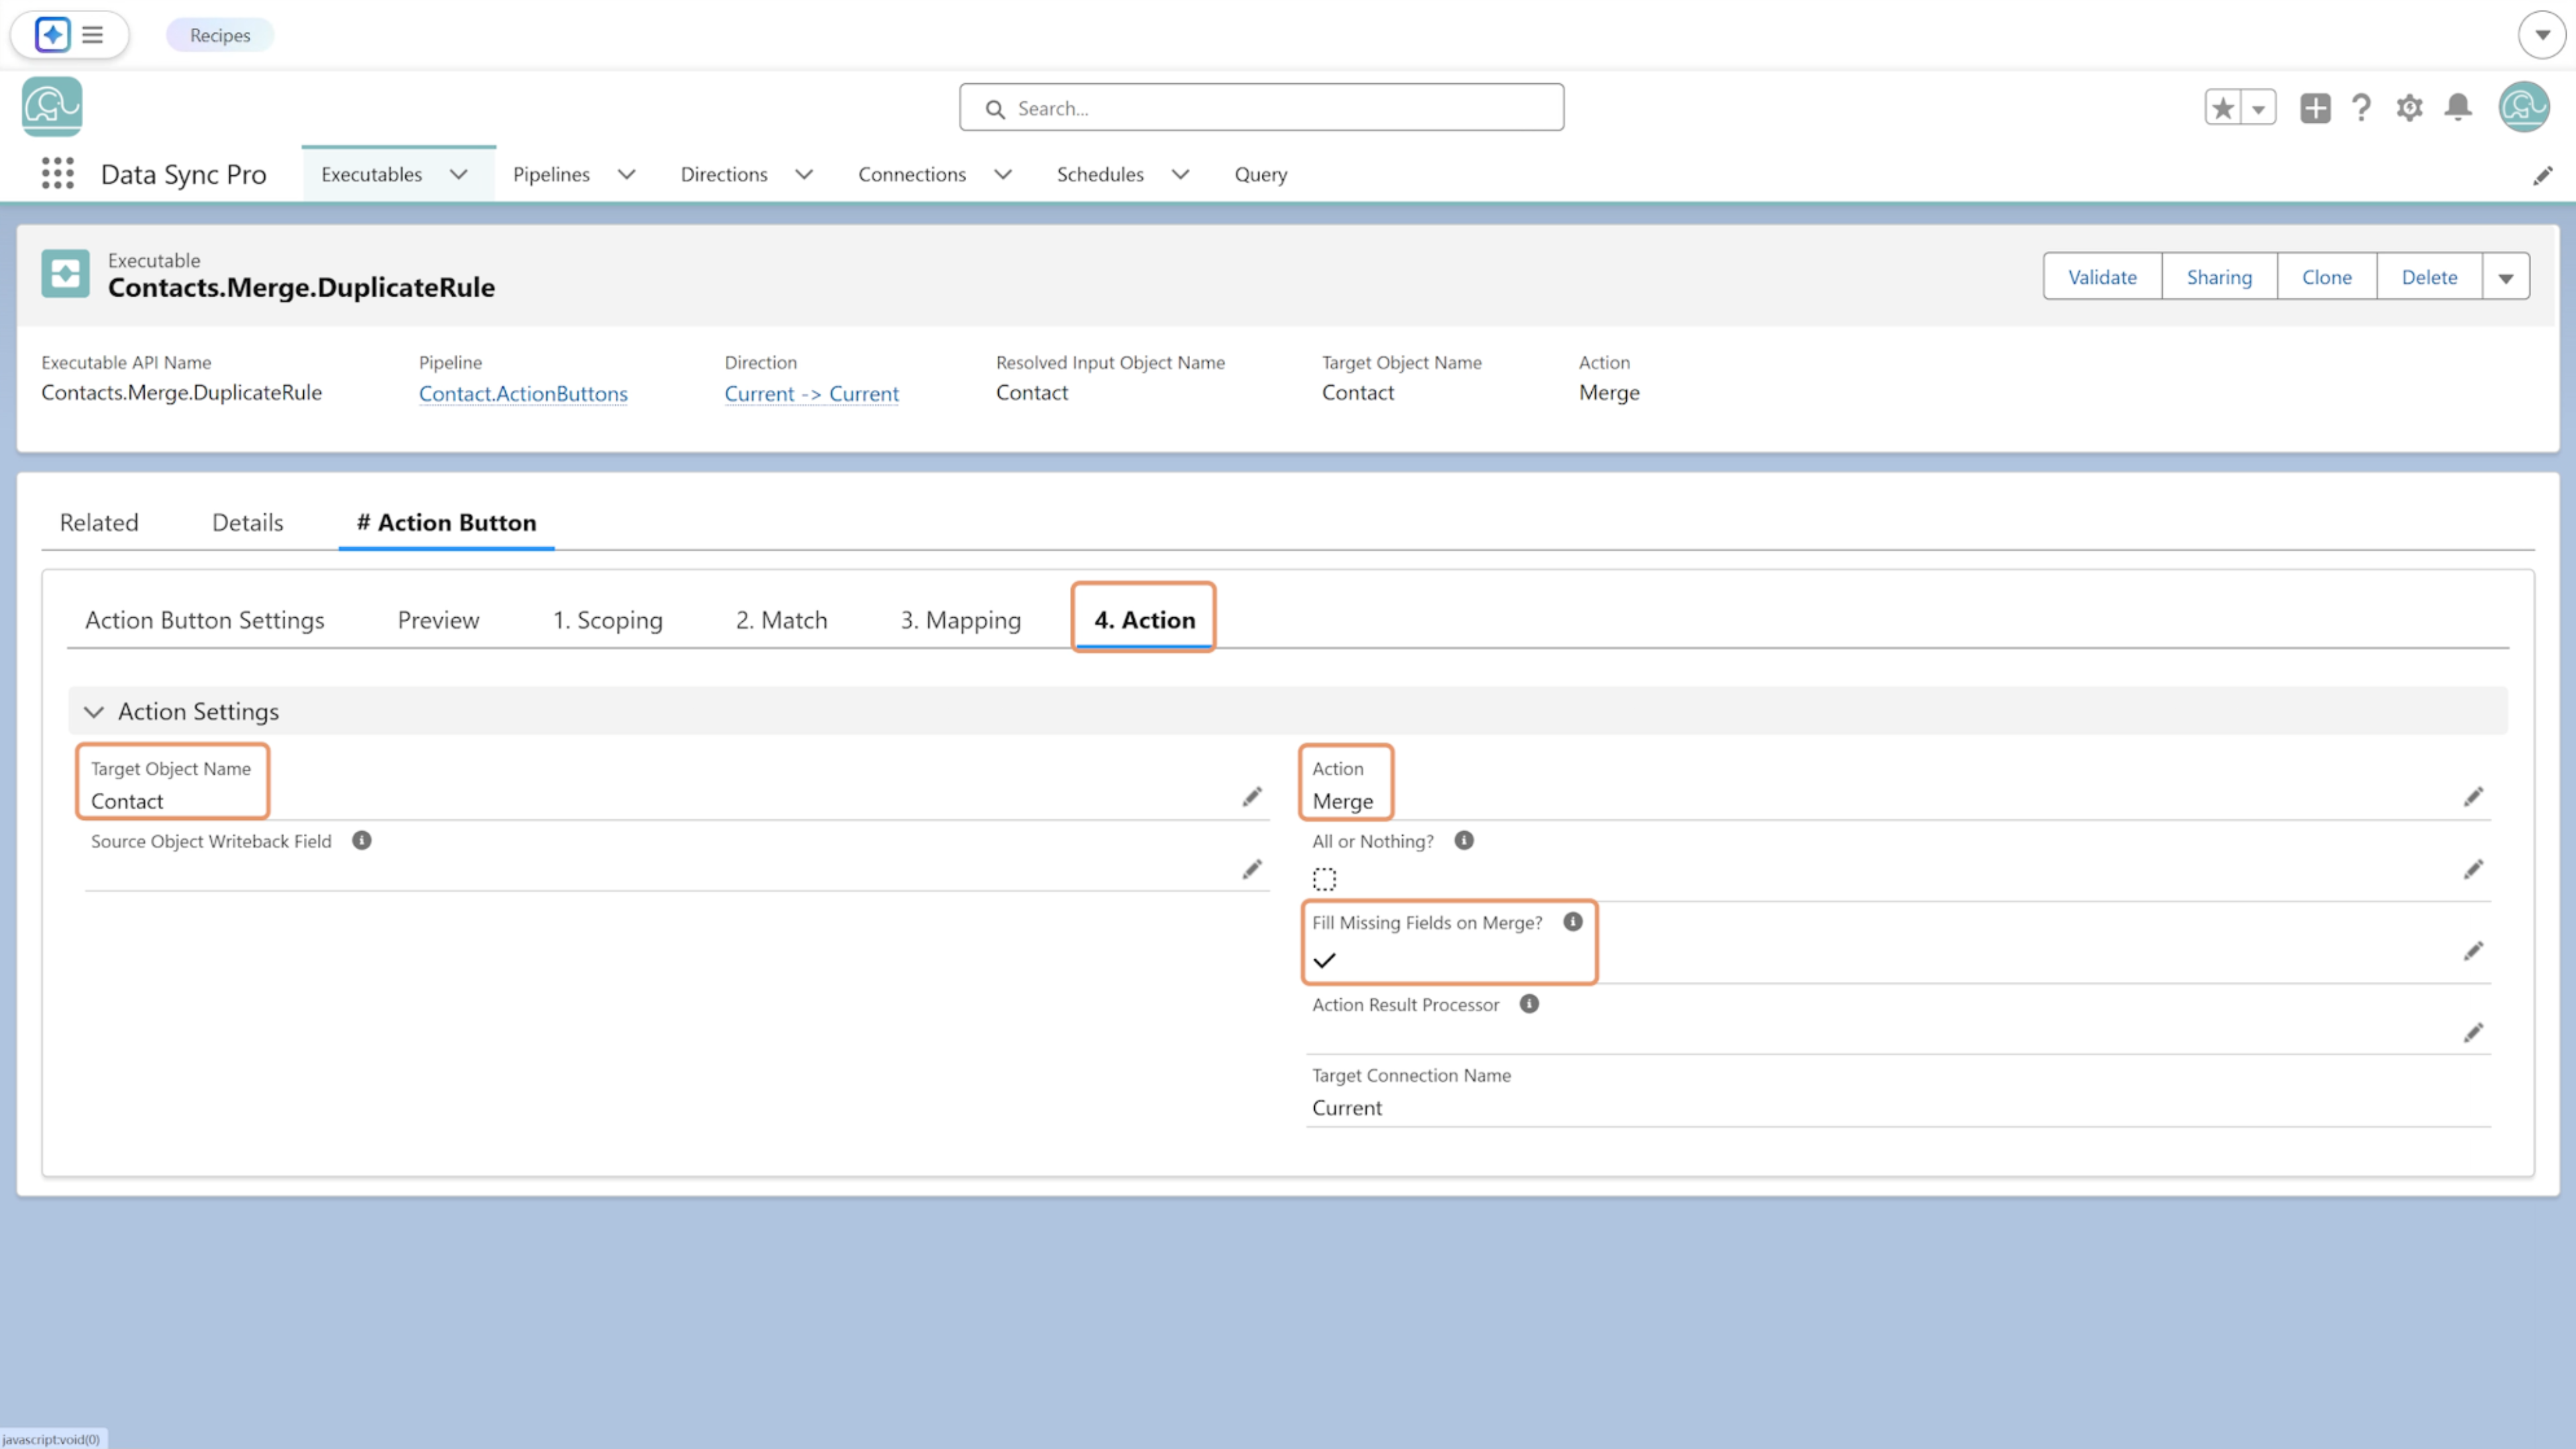 Recipes
Search...
Data Sync Pro
Executables
Pipelines
Directions
Connections
Schedules
Query
Executable
Contacts.Merge.DuplicateRule
Validate
Sharing
Clone
Delete
Executable API Name
Contacts.Merge.DuplicateRule
Pipeline
Contact.ActionButtons
Direction
Current -> Current
Resolved Input Object Name
Contact
Target Object Name
Contact
Action
Merge
Related
Details
# Action Button
Action Button Settings
Preview
1. Scoping
2. Match
3. Mapping
4. Action
Action Settings
Target Object Name
Contact
Source Object Writeback Field
Action
Merge
All or Nothing?
Fill Missing Fields on Merge?
Action Result Processor
Target Connection Name
Current
javascript:void(0)